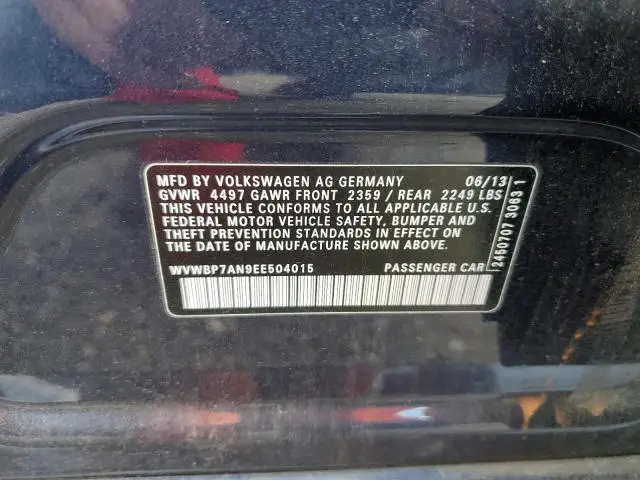 MFD BY VOLKSWAGEN AG GERMANY 06/13
GVWR 4497 GAWR FRONT 2359 / REAR 2249 LBS
THIS VEHICLE CONFORMS TO ALL APPLICABLE U.S.
FEDERAL MOTOR VEHICLE SAFETY, BUMPER AND
THEFT PREVENTION STANDARDS IN EFFECT ON
THE DATE OF MANUFACTURE SHOWN ABOVE.
WVWBP7AN9EE504015 PASSENGER CAR
2460707 3063 1